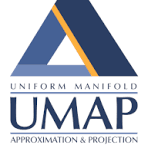 UNIFORM MANIFOLD
UMAP
APPROXIMATION & PROJECTION